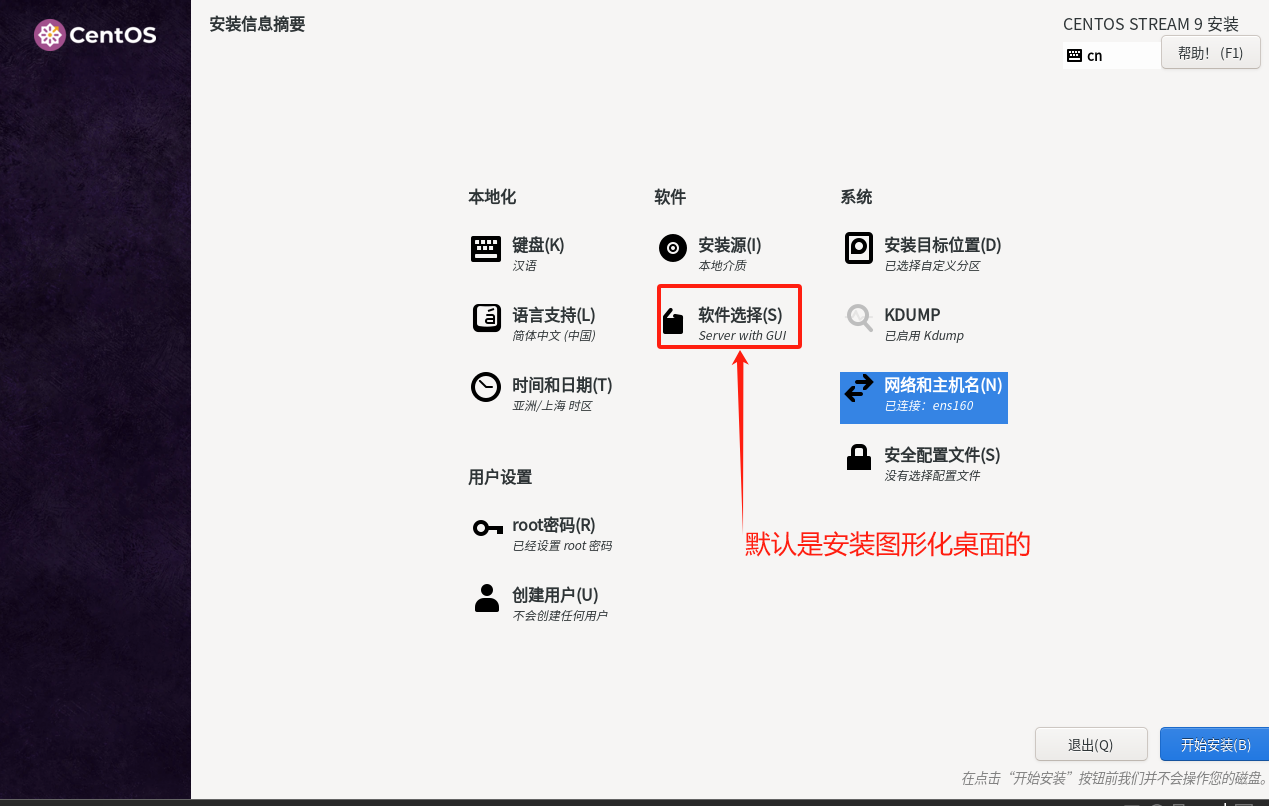 CentOS
安装信息摘要
CENTOS STREAM 9 安装
cn
帮助! (F1)
本地化
软件
系统
键盘(K)
汉语
安装源(I)
本地介质
安装目标位置(D)
已选择自定义分区
语言支持(L)
简体中文 (中国)
软件选择(S)
Server with GUI
KDUMP
已启用 Kdump
时间和日期(T)
亚洲/上海 时区
网络和主机名(N)
已连接：ens160
安全配置文件(S)
没有选择配置文件
用户设置
root密码(R)
已经设置 root 密码
默认是安装图形化桌面的
创建用户(U)
不会创建任何用户
退出(Q)
开始安装(B)
在点击“开始安装”按钮前我们并不会操作您的磁盘。